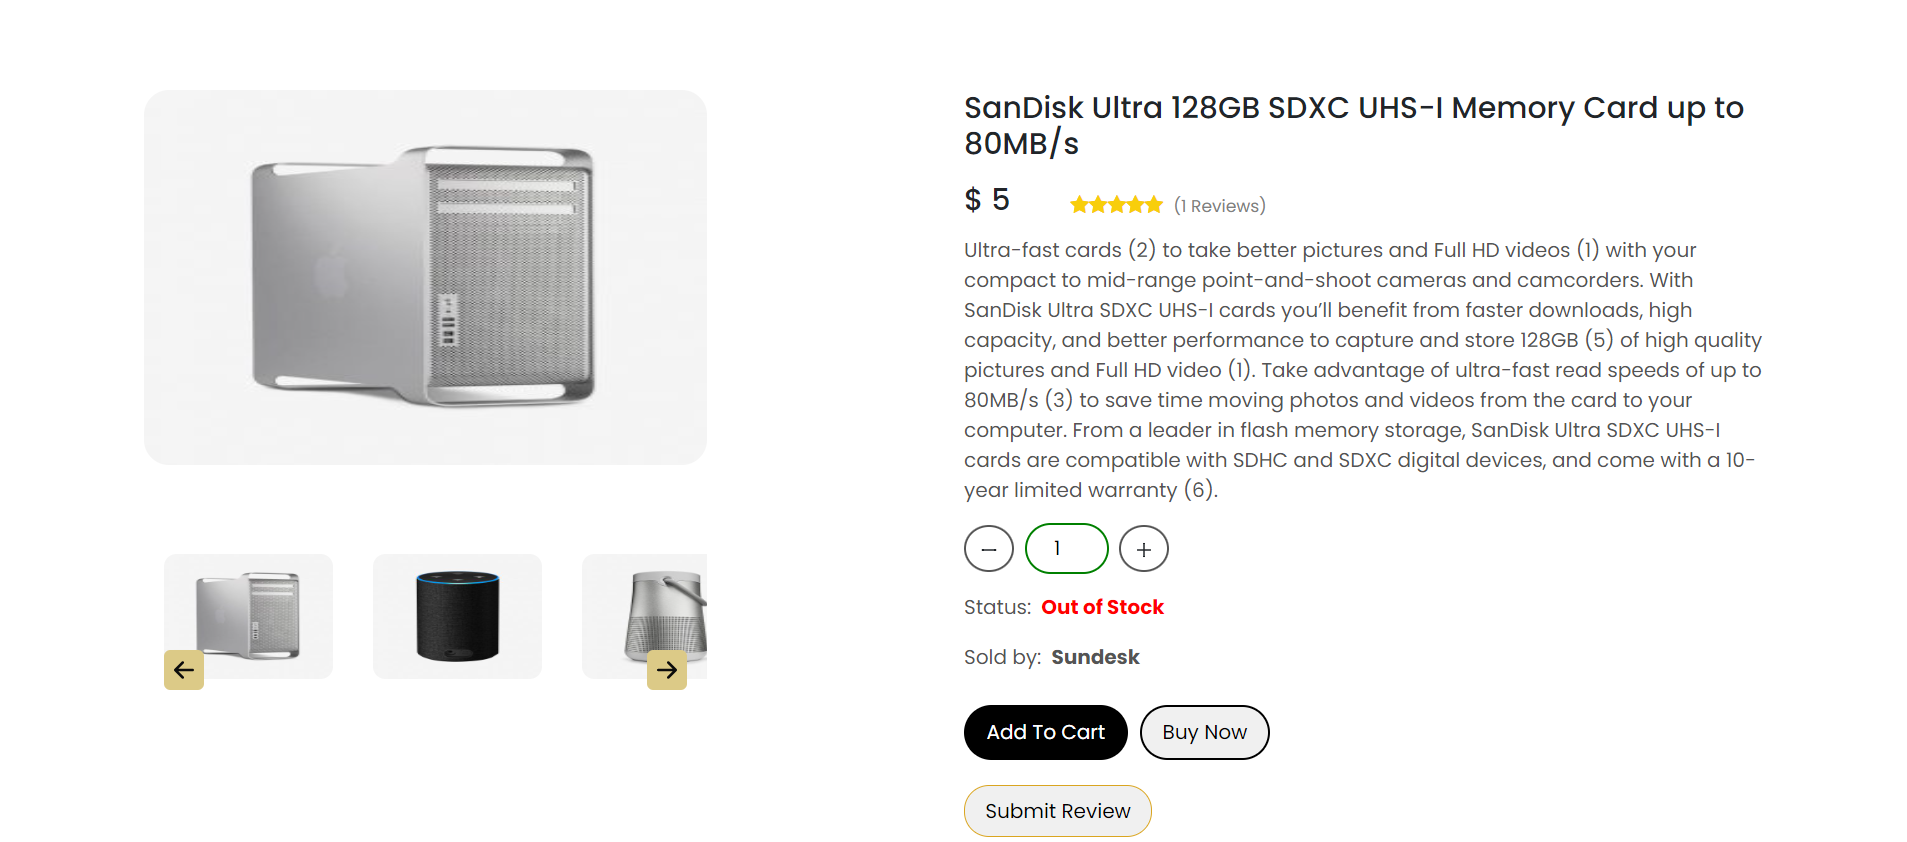 SanDisk Ultra 128GB SDXC UHS-I Memory Card up to
80MB/s
$ 5
(1 Reviews)
Ultra-fast cards (2) to take better pictures and Full HD videos (1) with your
compact to mid-range point-and-shoot cameras and camcorders. With
SanDisk Ultra SDXC UHS-I cards you’ll benefit from faster downloads, high
capacity, and better performance to capture and store 128GB (5) of high quality
pictures and Full HD video (1). Take advantage of ultra-fast read speeds of up to
80MB/s (3) to save time moving photos and videos from the card to your
computer. From a leader in flash memory storage, SanDisk Ultra SDXC UHS-I
cards are compatible with SDHC and SDXC digital devices, and come with a 10-
year limited warranty (6).
− 1 +
Status: Out of Stock
Sold by: Sundesk
Add To Cart Buy Now
Submit Review